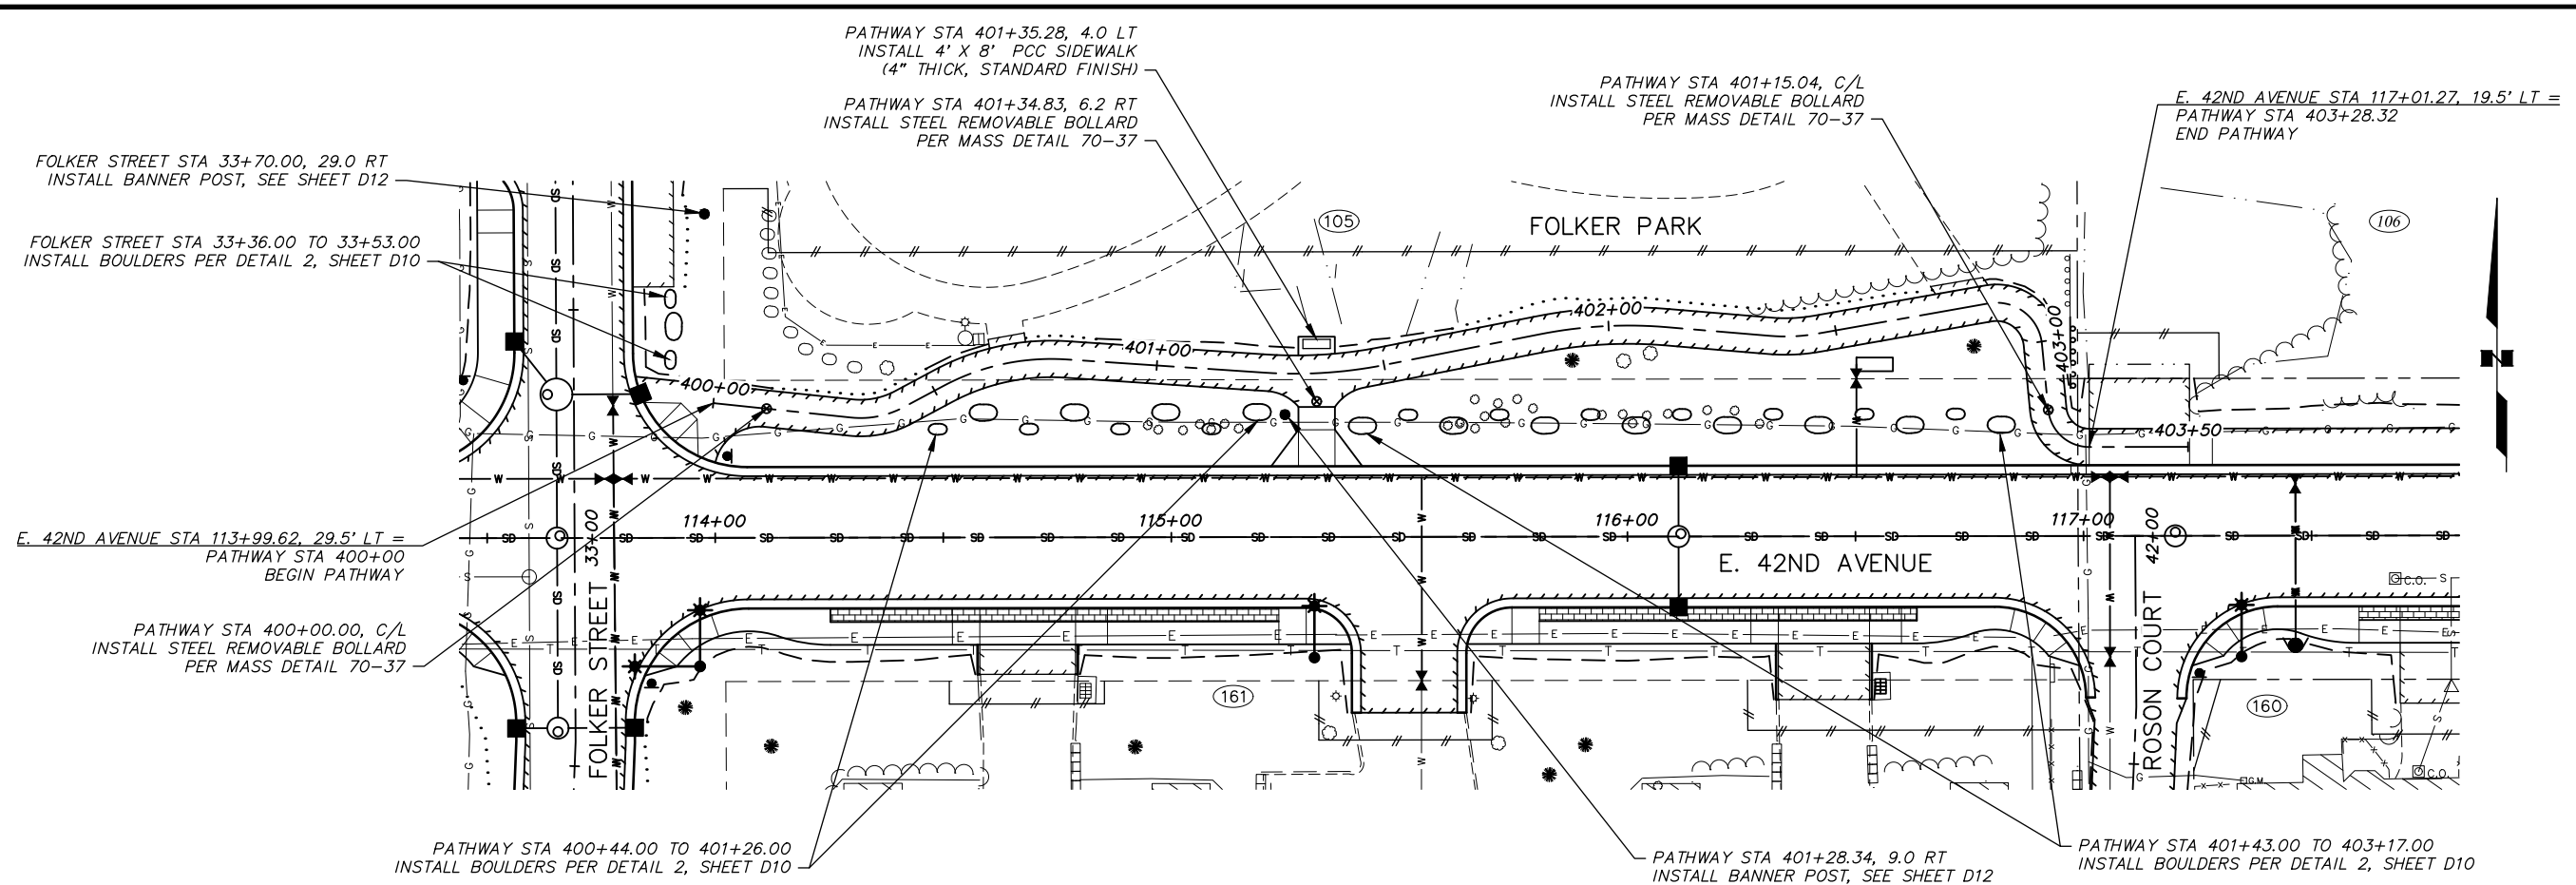 PATHWAY STA 401+35.28, 4.0 LT
INSTALL 4' X 8' PCC SIDEWALK
(4" THICK, STANDARD FINISH)
PATHWAY STA 401+34.83, 6.2 RT
INSTALL STEEL REMOVABLE BOLLARD
PER MASS DETAIL 70-37
PATHWAY STA 401+15.04, C/L
INSTALL STEEL REMOVABLE BOLLARD
PER MASS DETAIL 70-37
E. 42ND AVENUE STA 117+01.27, 19.5' LT =
PATHWAY STA 403+28.32
END PATHWAY
FOLKER STREET STA 33+70.00, 29.0 RT
INSTALL BANNER POST, SEE SHEET D12
FOLKER STREET STA 33+36.00 TO 33+53.00
INSTALL BOULDERS PER DETAIL 2, SHEET D10
105
FOLKER PARK
106
N
400+00
401+00
402+00
403+00
403+50
E. 42ND AVENUE STA 113+99.62, 29.5' LT =
PATHWAY STA 400+00
BEGIN PATHWAY
33+00
114+00
115+00
116+00
117+00
42+00
E. 42ND AVENUE
FOLKER STREET
ROSON COURT
C.O.
PATHWAY STA 400+00.00, C/L
INSTALL STEEL REMOVABLE BOLLARD
PER MASS DETAIL 70-37
161
160
G.M.
C.O.
PATHWAY STA 400+44.00 TO 401+26.00
INSTALL BOULDERS PER DETAIL 2, SHEET D10
PATHWAY STA 401+28.34, 9.0 RT
INSTALL BANNER POST, SEE SHEET D12
PATHWAY STA 401+43.00 TO 403+17.00
INSTALL BOULDERS PER DETAIL 2, SHEET D10